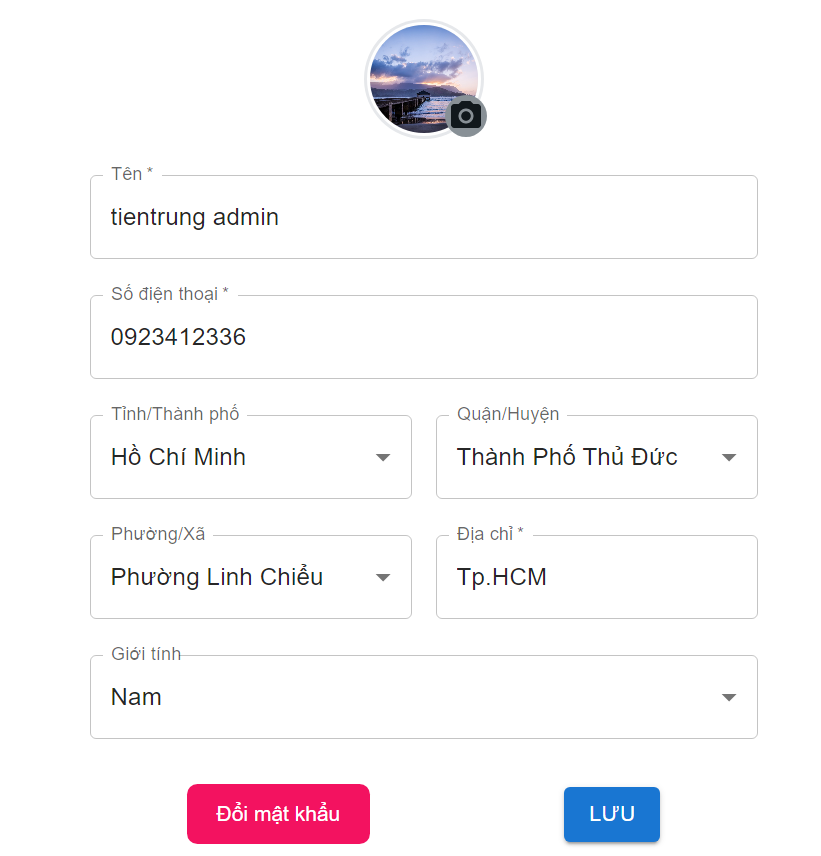 Tên *
tientrung admin
Số điện thoại *
0923412336
Tỉnh/Thành phố
Hồ Chí Minh
Quận/Huyện
Thành Phố Thủ Đức
Phường/Xã
Phường Linh Chiểu
Địa chỉ *
Tp.HCM
Giới tính
Nam
Đổi mật khẩu
LƯU